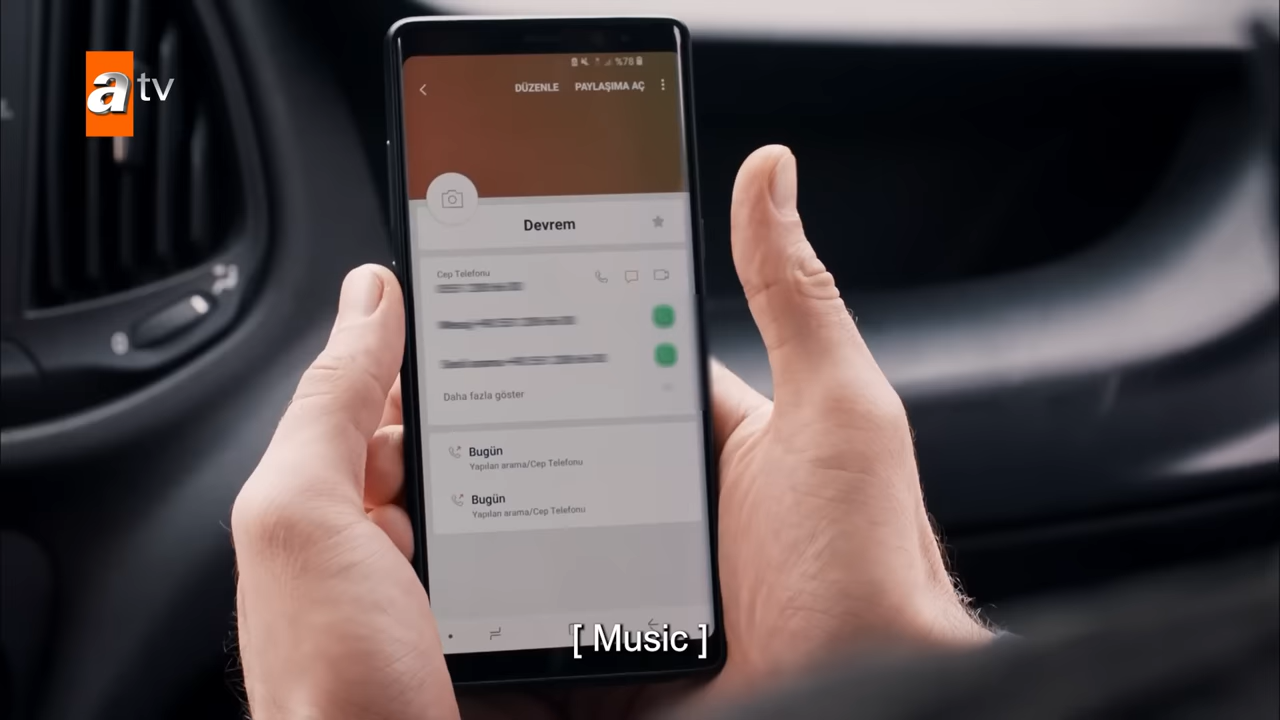 atv
%78
DÜZENLE PAYLAŞIMA AÇ
Devrem
Cep Telefonu
Daha fazla göster
Bugün
Yapılan arama/Cep Telefonu
Bugün
Yapılan arama/Cep Telefonu
[ Music ]